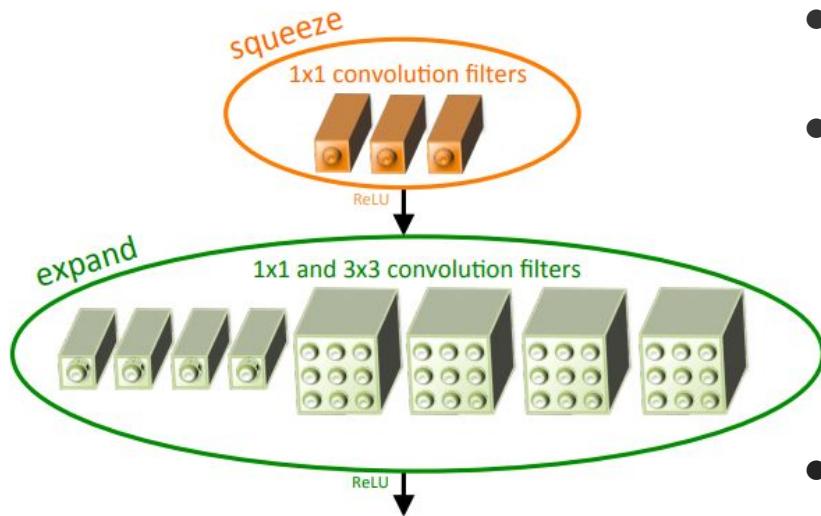 squeeze
1x1 convolution filters
ReLU
expand
1x1 and 3x3 convolution filters
ReLU